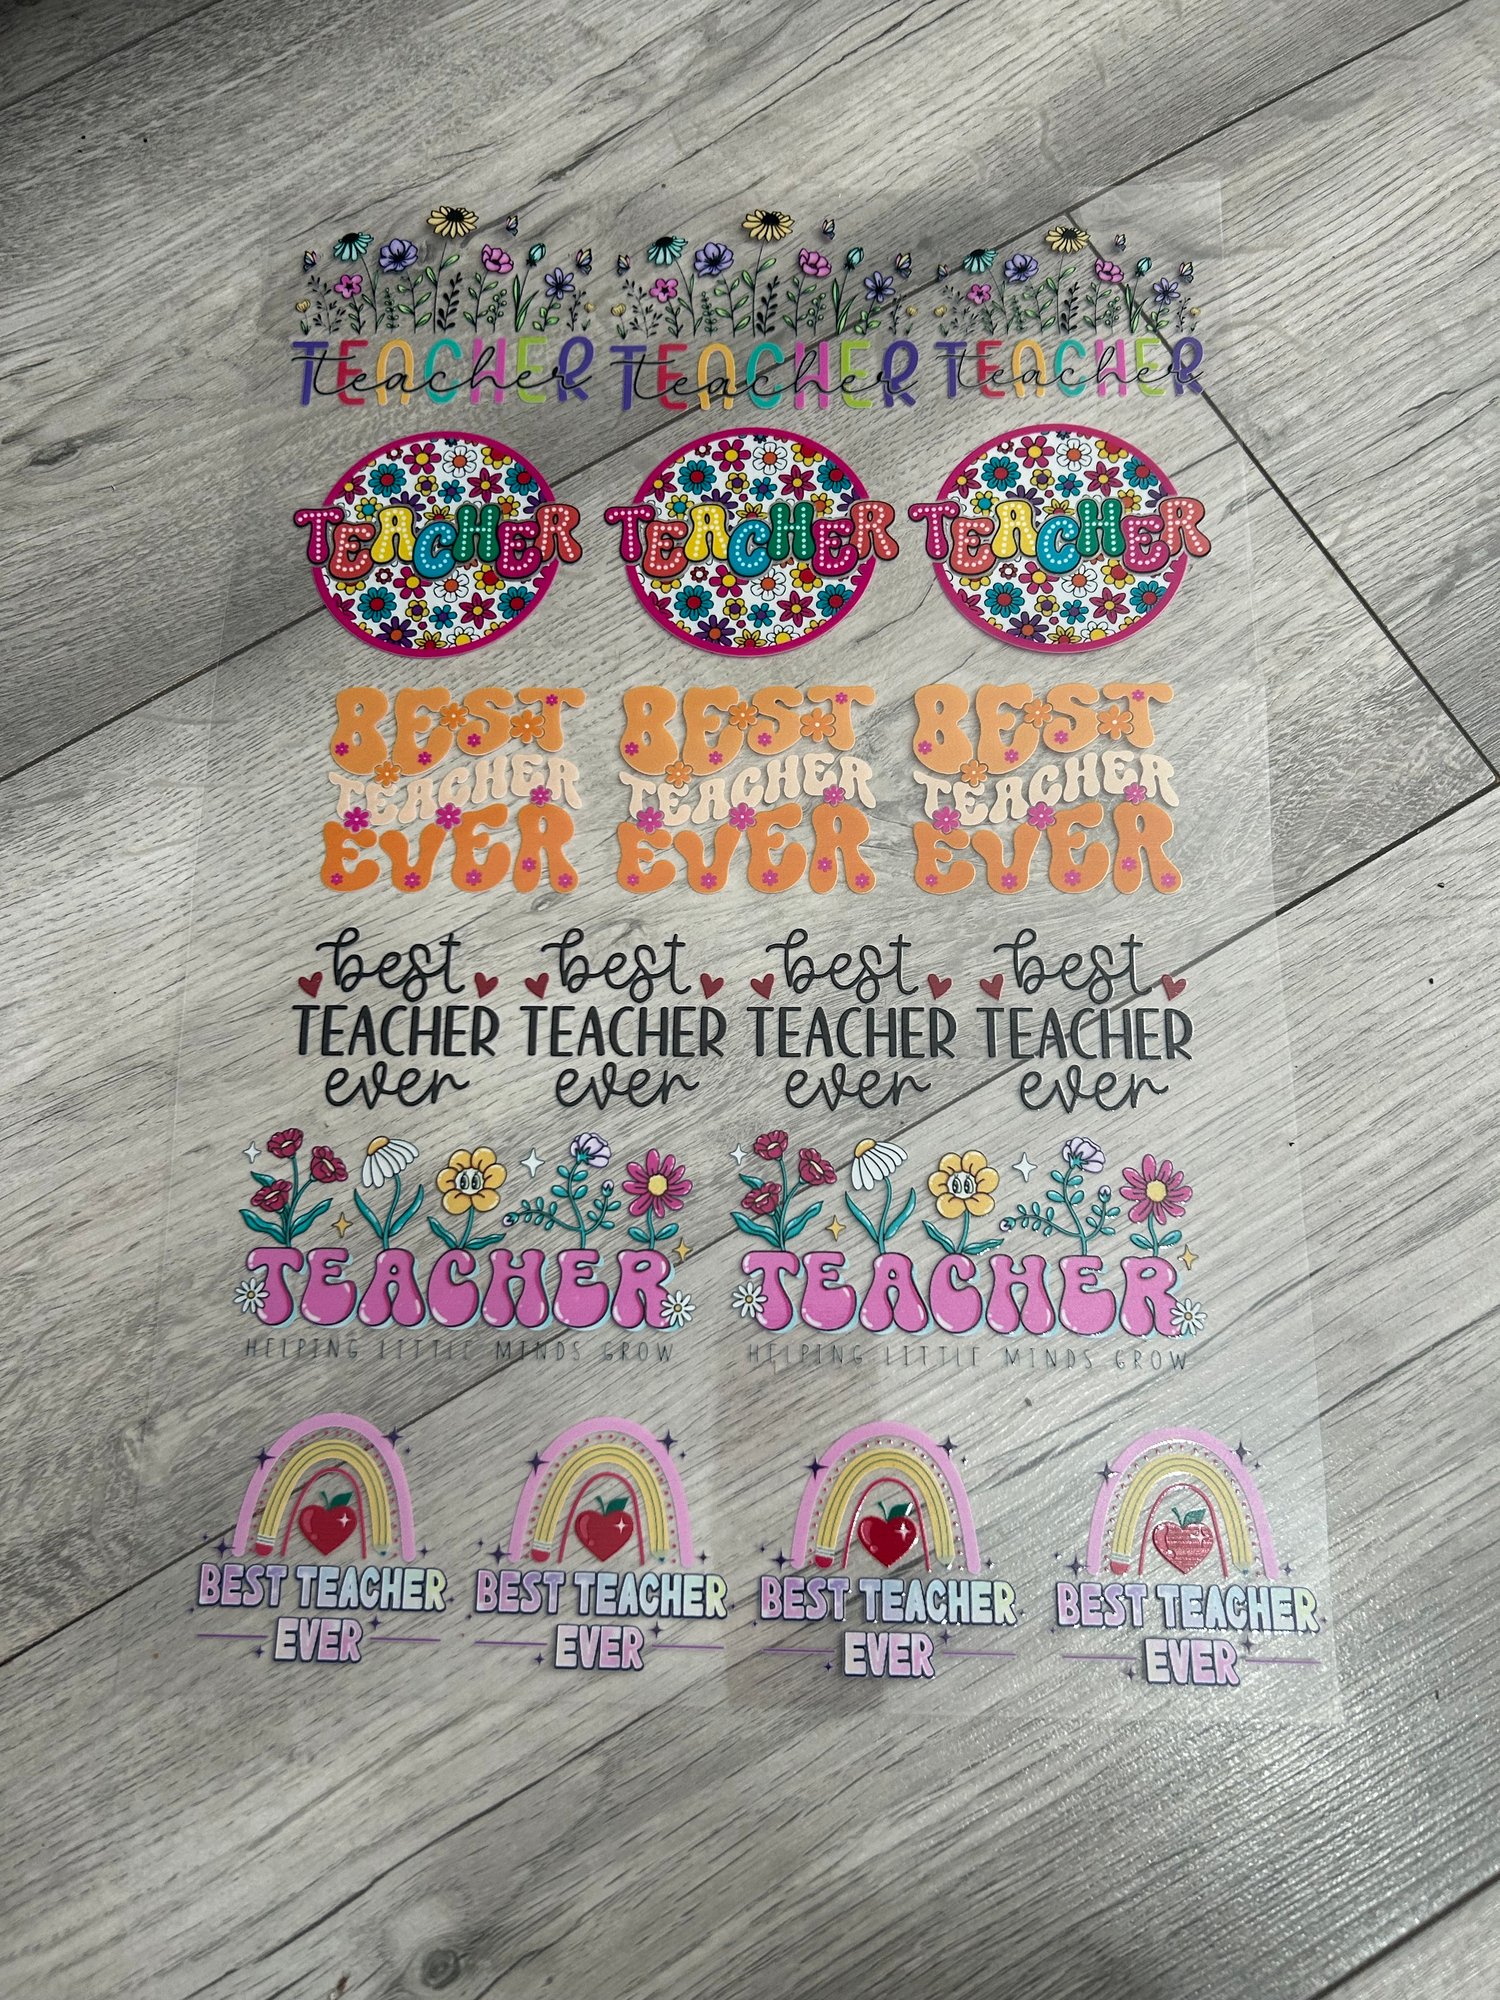 TEACHER teacher TEACHER teacher TEACHER teacher
TEACHER TEACHER TEACHER
BEST BEST BEST
TEACHER TEACHER TEACHER
EVER EVER EVER
best best best best
TEACHER TEACHER TEACHER TEACHER
ever ever ever ever
TEACHER TEACHER
HELPING LITTLE MINDS GROW HELPING LITTLE MINDS GROW
BEST TEACHER BEST TEACHER BEST TEACHER BEST TEACHER
EVER EVER EVER EVER